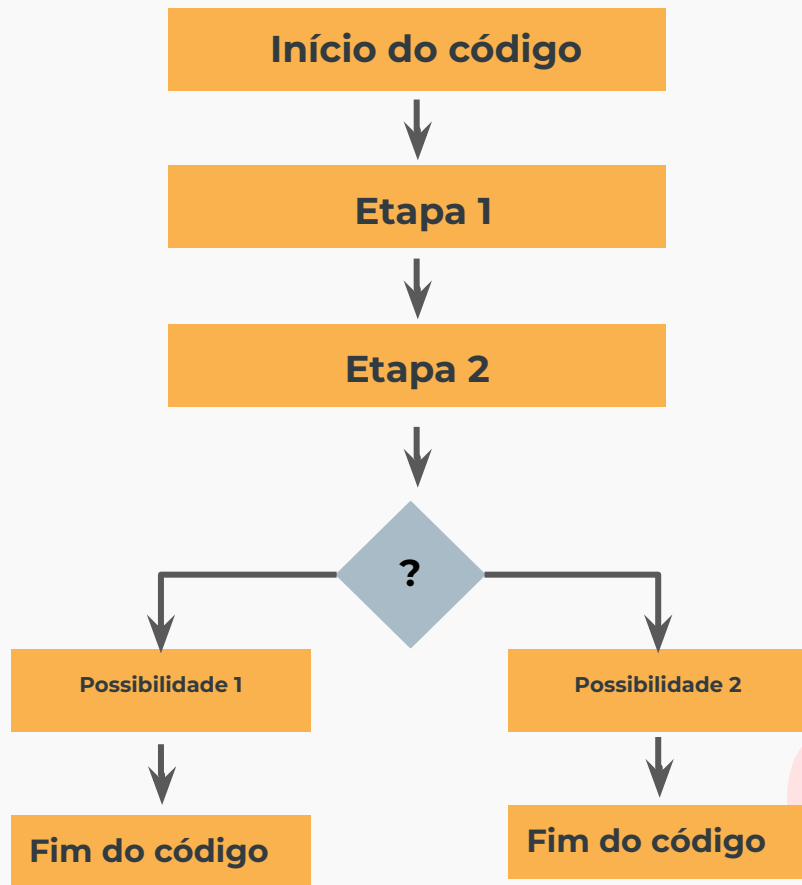 Início do código
Etapa 1
Etapa 2
?
Possibilidade 1
Possibilidade 2
Fim do código
Fim do código